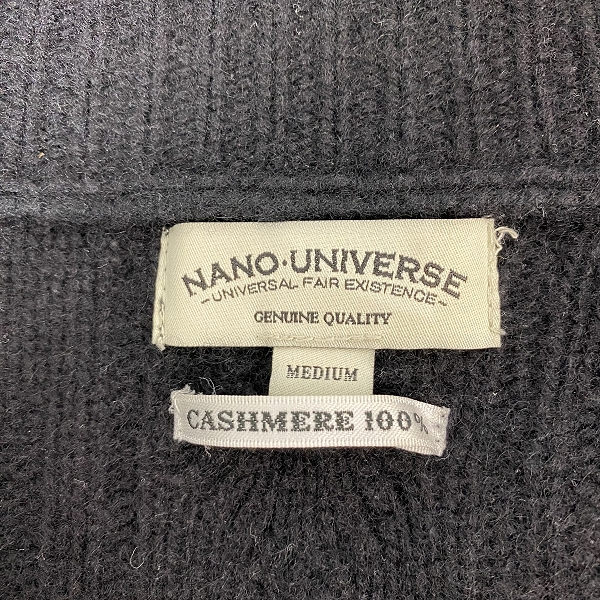 NANO·UNIVERSE
~UNIVERSAL FAIR EXISTENCE~
GENUINE QUALITY
MEDIUM
CASHMERE 100%